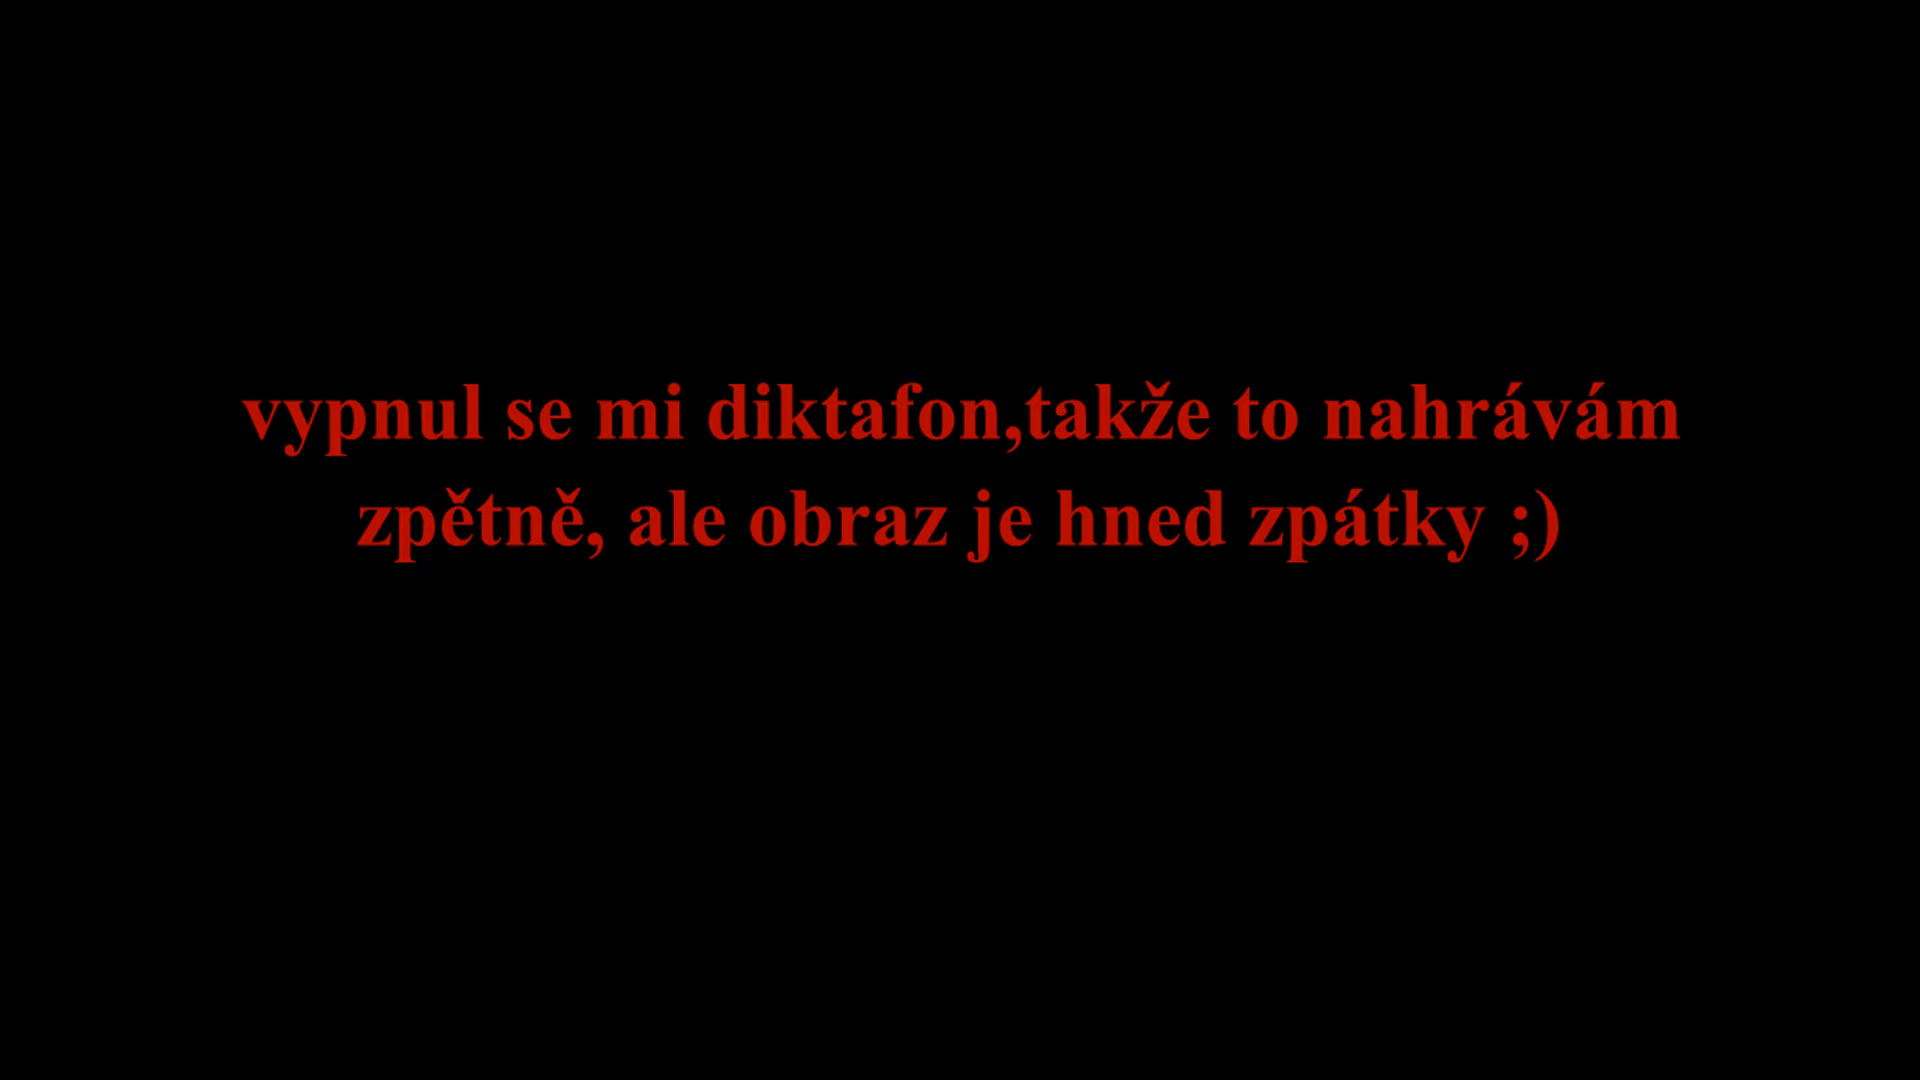 vypnul se mi diktafon,takže to nahrávám
zpětně, ale obraz je hned zpátky ;)